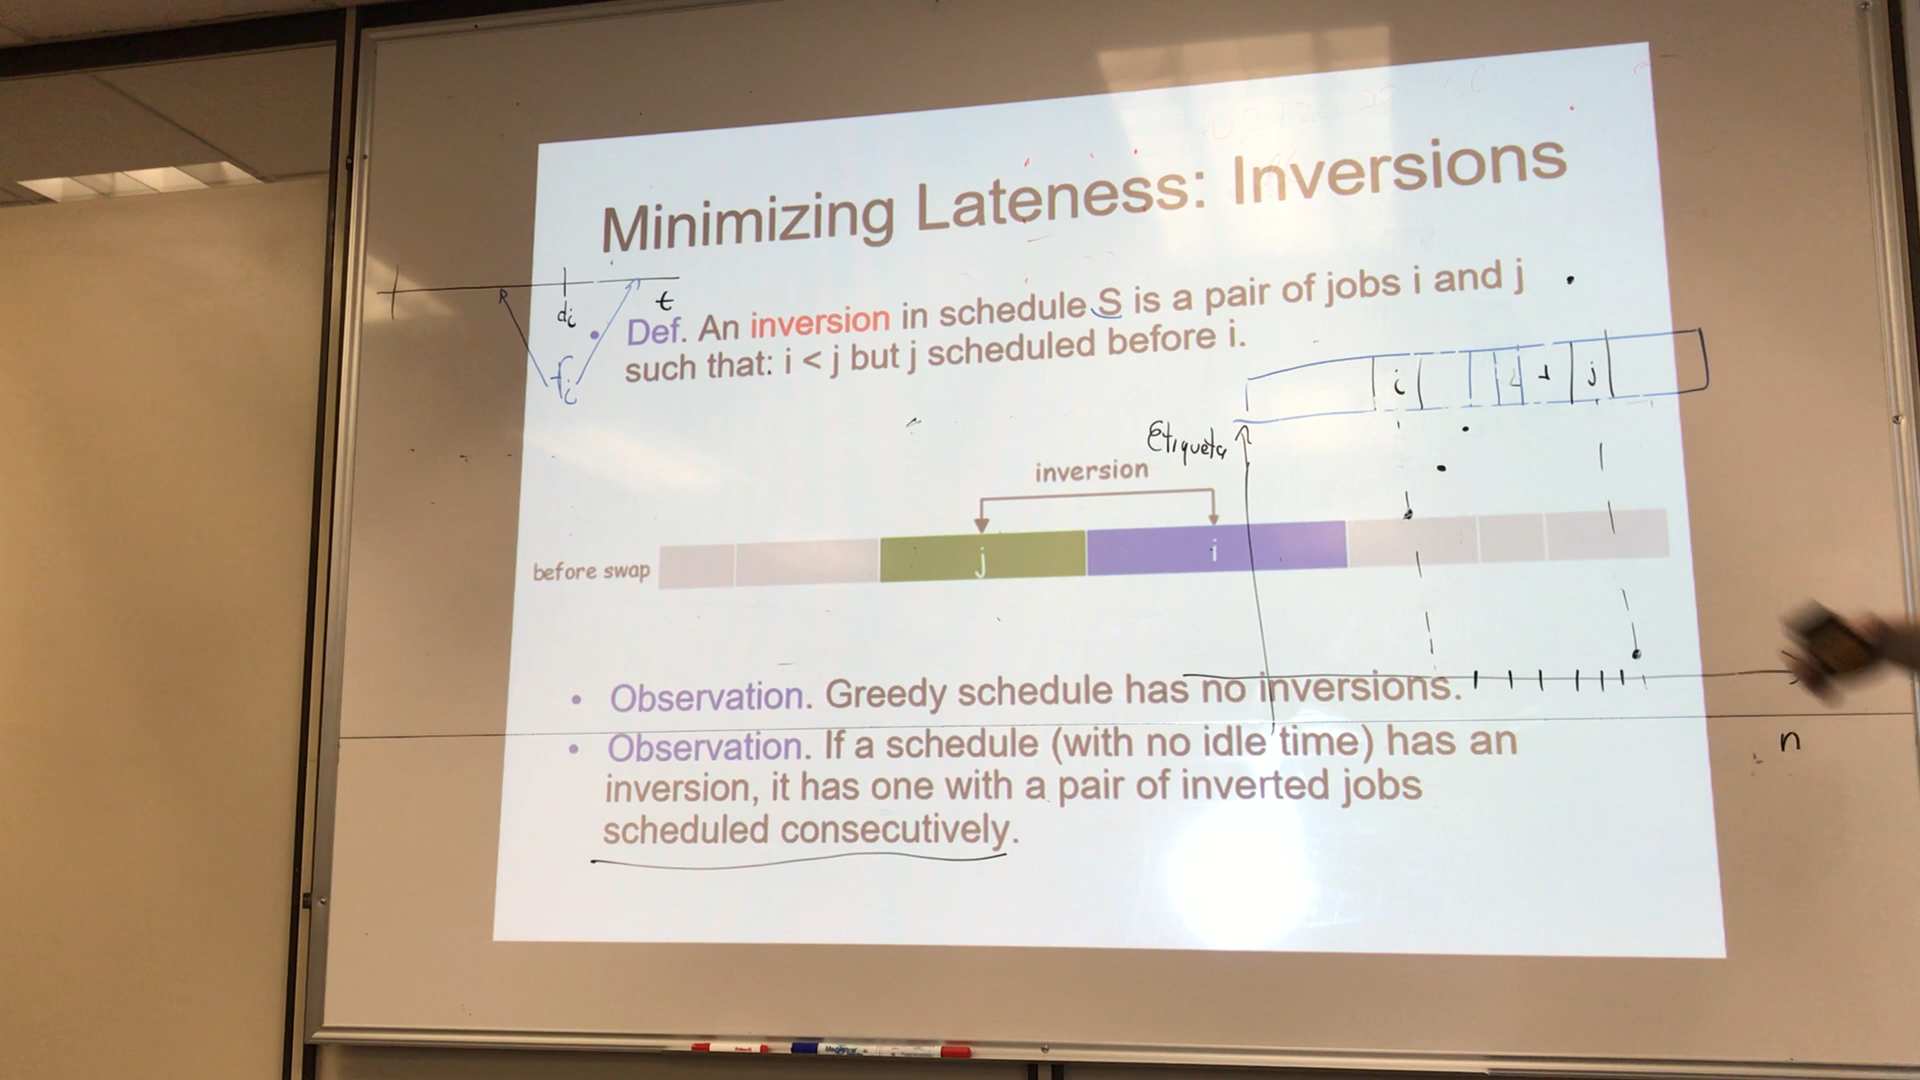 Minimizing Lateness: Inversions
di
t
fi
• Def. An inversion in schedule S is a pair of jobs i and j
such that: i < j but j scheduled before i.
i
j
Etiqueta
inversion
before swap
j
i
• Observation. Greedy schedule has no inversions.
• Observation. If a schedule (with no idle time) has an
inversion, it has one with a pair of inverted jobs
scheduled consecutively.
n